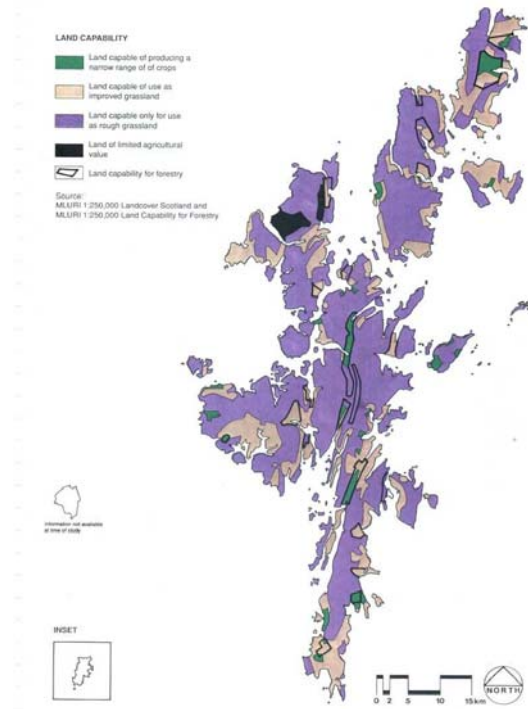 LAND CAPABILITY
Land capable of producing a
narrow range of of crops
Land capable of use as
improved grassland
Land capable only for use
as rough grassland
Land of limited agricultural
value
Land capability for forestry
Source:
MLURI 1:250,000 Landcover Scotland and
MLURI 1:250,000 Land Capability for Forestry
Information not available
at time of study
INSET
0 2 5 10 15km
NORTH